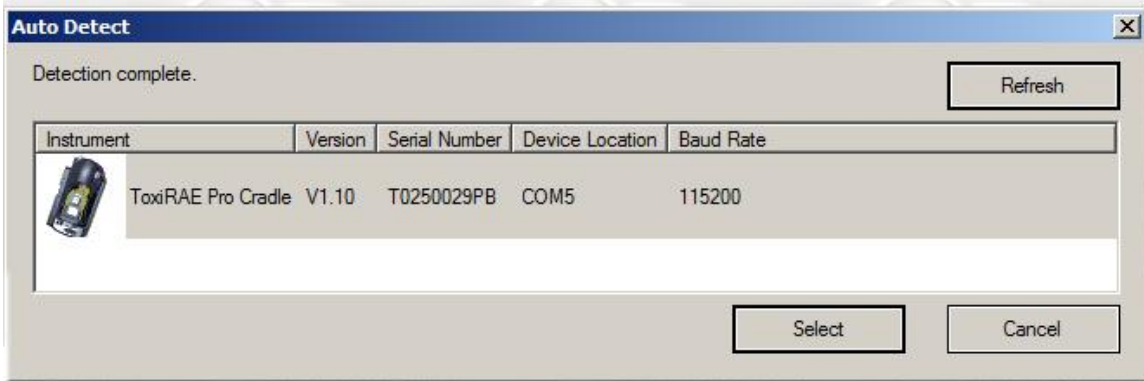 Auto Detect
Detection complete.
Refresh
Instrument Version Serial Number Device Location Baud Rate
ToxiRAE Pro Cradle V1.10 T0250029PB COM5 115200
Select Cancel